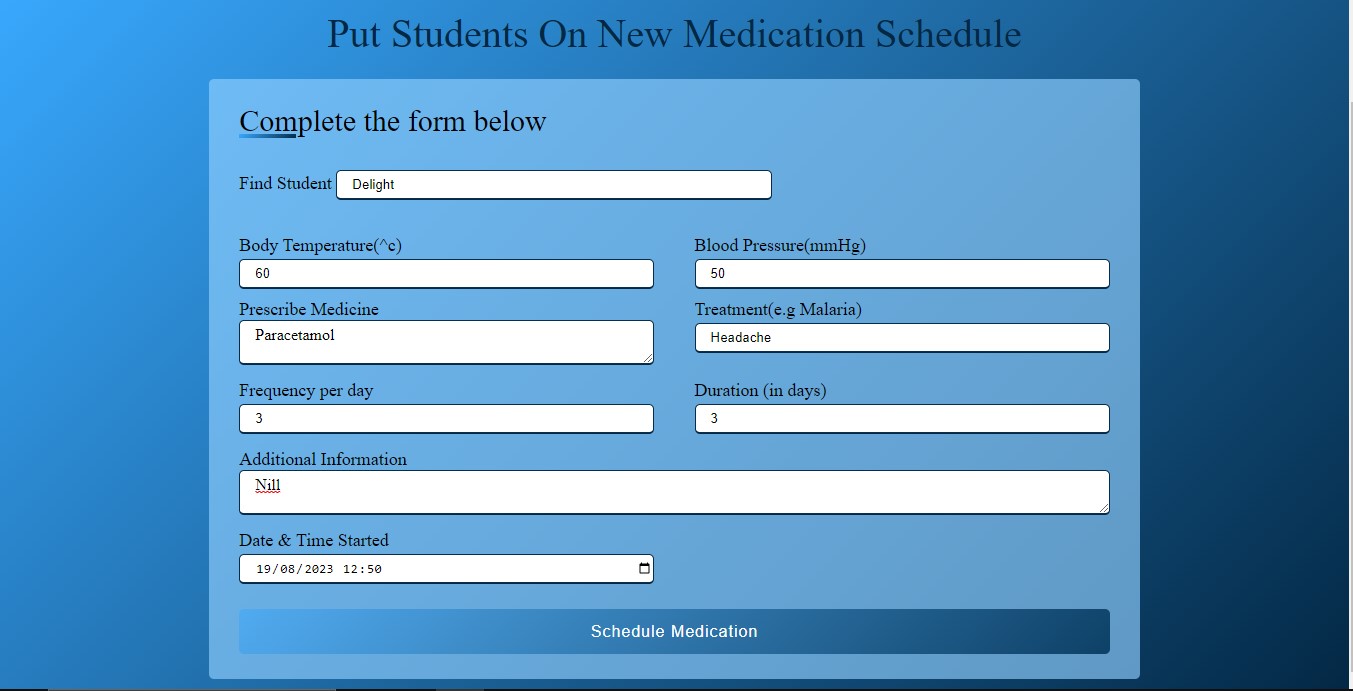 Put Students On New Medication Schedule
Complete the form below
Find Student Delight
Body Temperature(^c) Blood Pressure(mmHg)
60 50
Prescribe Medicine Treatment(e.g Malaria)
Paracetamol Headache
Frequency per day Duration (in days)
3 3
Additional Information
Nill
Date & Time Started
19/08/2023 12:50
Schedule Medication